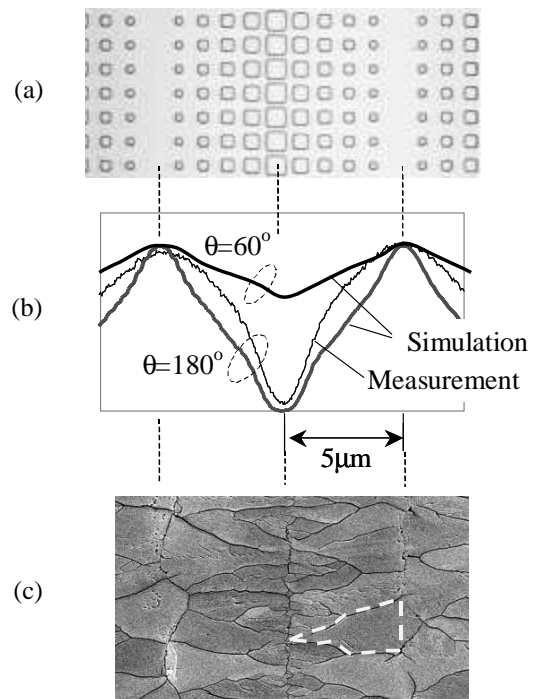 (a)
θ=60°
(b)
θ=180°
Simulation
Measurement
5μm
(c)